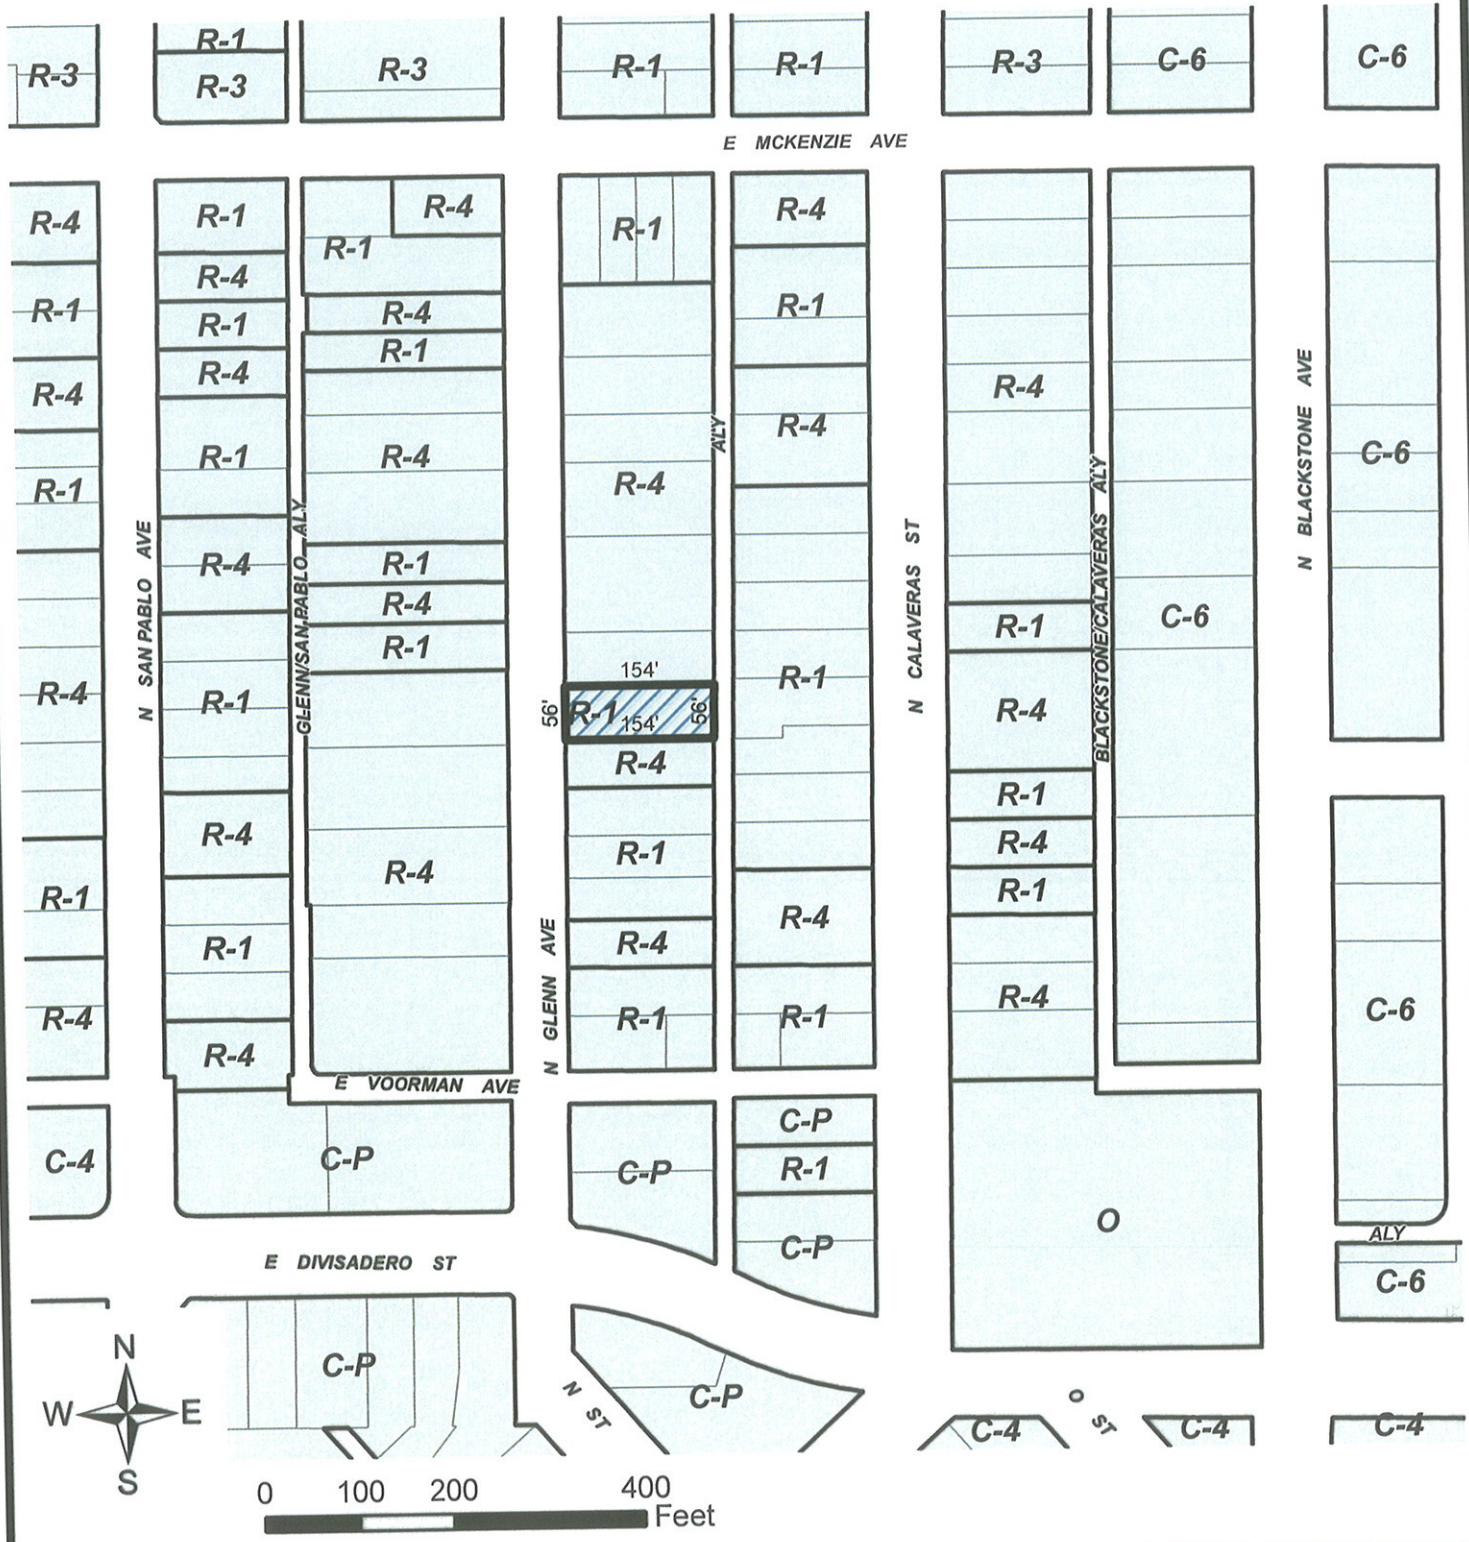 R-1
R-3
R-3
R-3
R-1
R-1
R-3
C-6
C-6
E MCKENZIE AVE
R-4
R-1
R-4
R-1
R-4
N SAN PABLO AVE
R-1
R-4
R-1
R-4
R-1
R-4
R-1
R-4
R-1
R-4
GLENN/SAN PABLO ALY
R-4
R-1
R-4
R-1
R-4
R-1
R-4
R-1
R-4
R-1
R-4
154'
56'
R-1
154'
56'
R-4
R-1
R-4
R-1
N GLENN AVE
ALY
R-4
R-1
R-4
R-1
R-4
R-1
N CALAVERAS ST
R-4
R-1
R-4
R-1
R-4
R-1
R-4
BLACKSTONE/CALAVERAS ALY
C-6
N BLACKSTONE AVE
C-6
C-6
R-1
R-4
E VOORMAN AVE
C-4
C-P
C-P
C-P
R-1
C-P
O
ALY
C-6
E DIVISADERO ST
C-P
N ST
C-P
O ST
C-4
C-4
C-4
N
W E
S
0 100 200 400
Feet